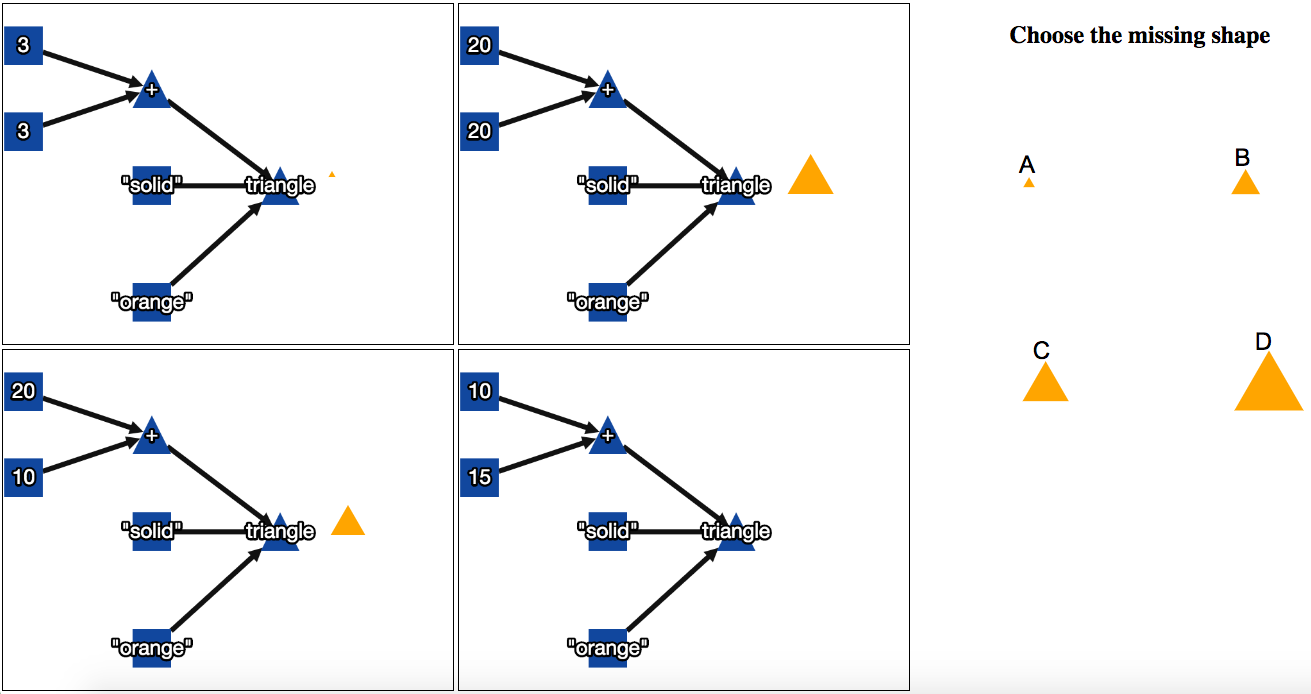 Choose the missing shape
3
+
3
"solid"
triangle
"orange"
20
+
20
"solid"
triangle
"orange"
20
+
10
"solid"
triangle
"orange"
10
+
15
"solid"
triangle
"orange"
A
B
C
D